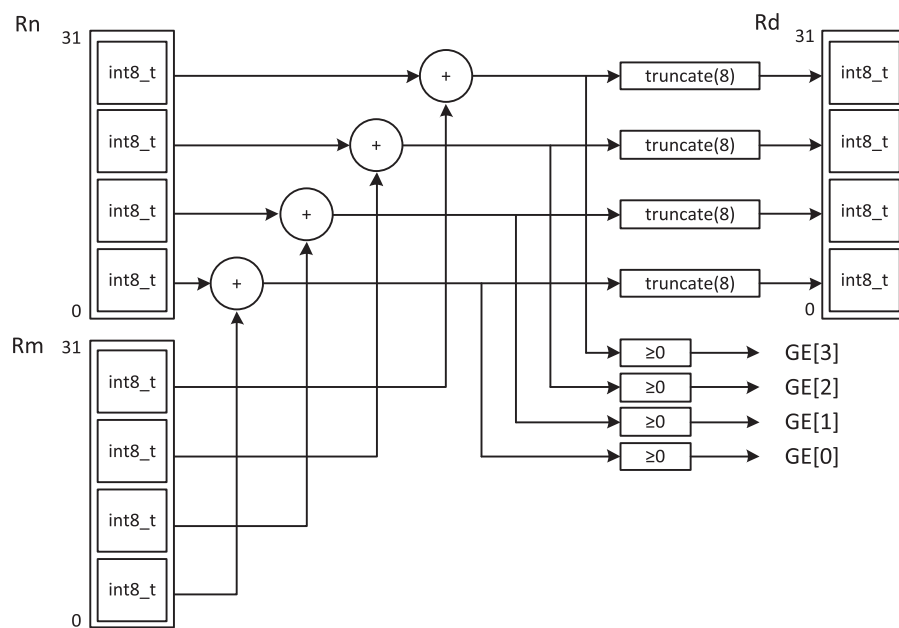 Rn
31
int8_t
int8_t
int8_t
int8_t
0
Rm
31
int8_t
int8_t
int8_t
int8_t
0
+
+
+
+
truncate(8)
truncate(8)
truncate(8)
truncate(8)
Rd
31
int8_t
int8_t
int8_t
int8_t
0
≥0 GE[3]
≥0 GE[2]
≥0 GE[1]
≥0 GE[0]